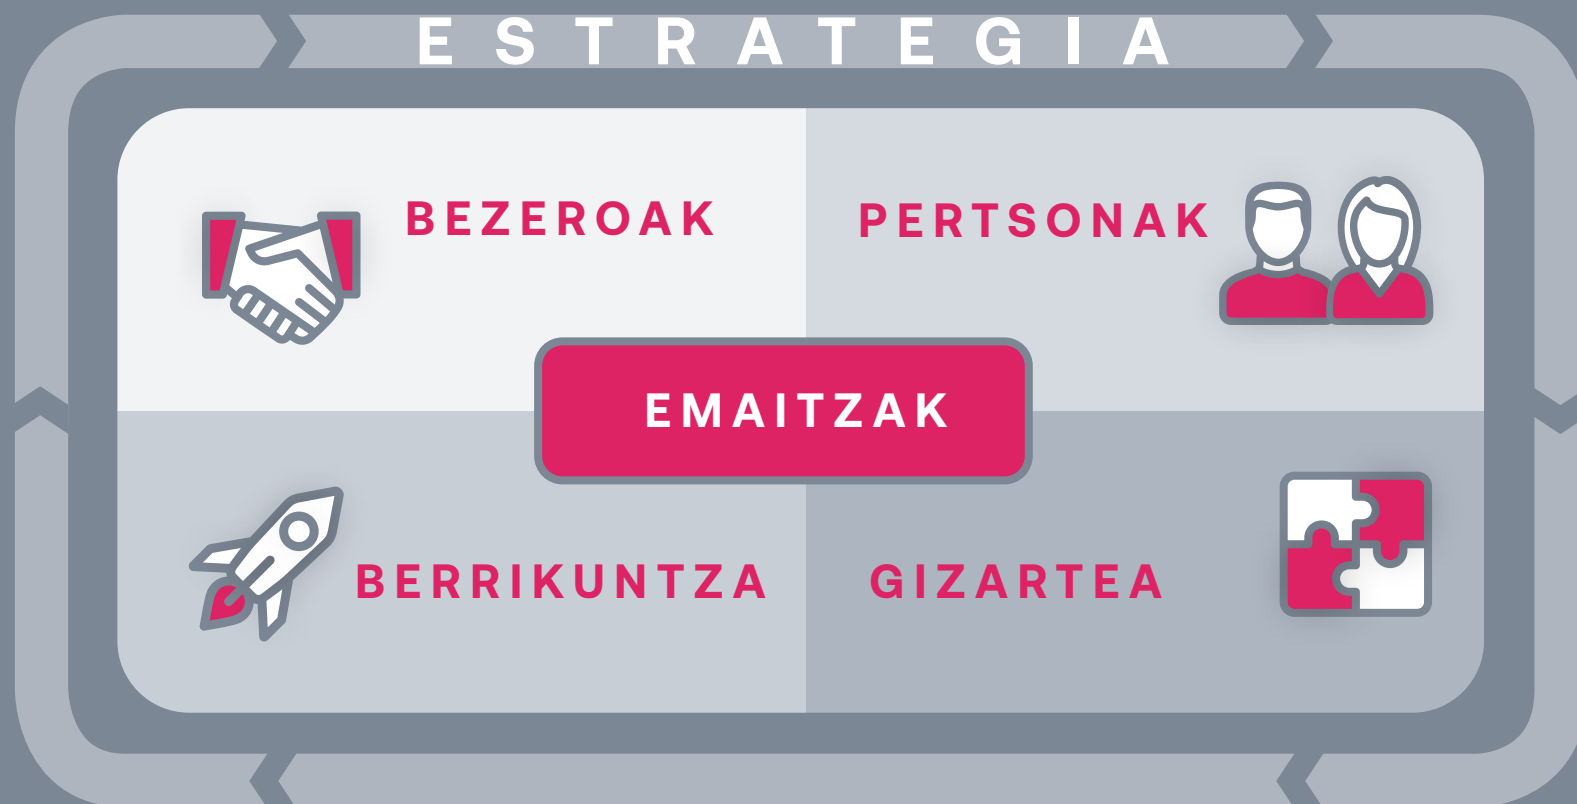 ESTRATEGIA
BEZEROAK
PERTSONAK
EMAITZAK
BERRIKUNTZA
GIZARTEA